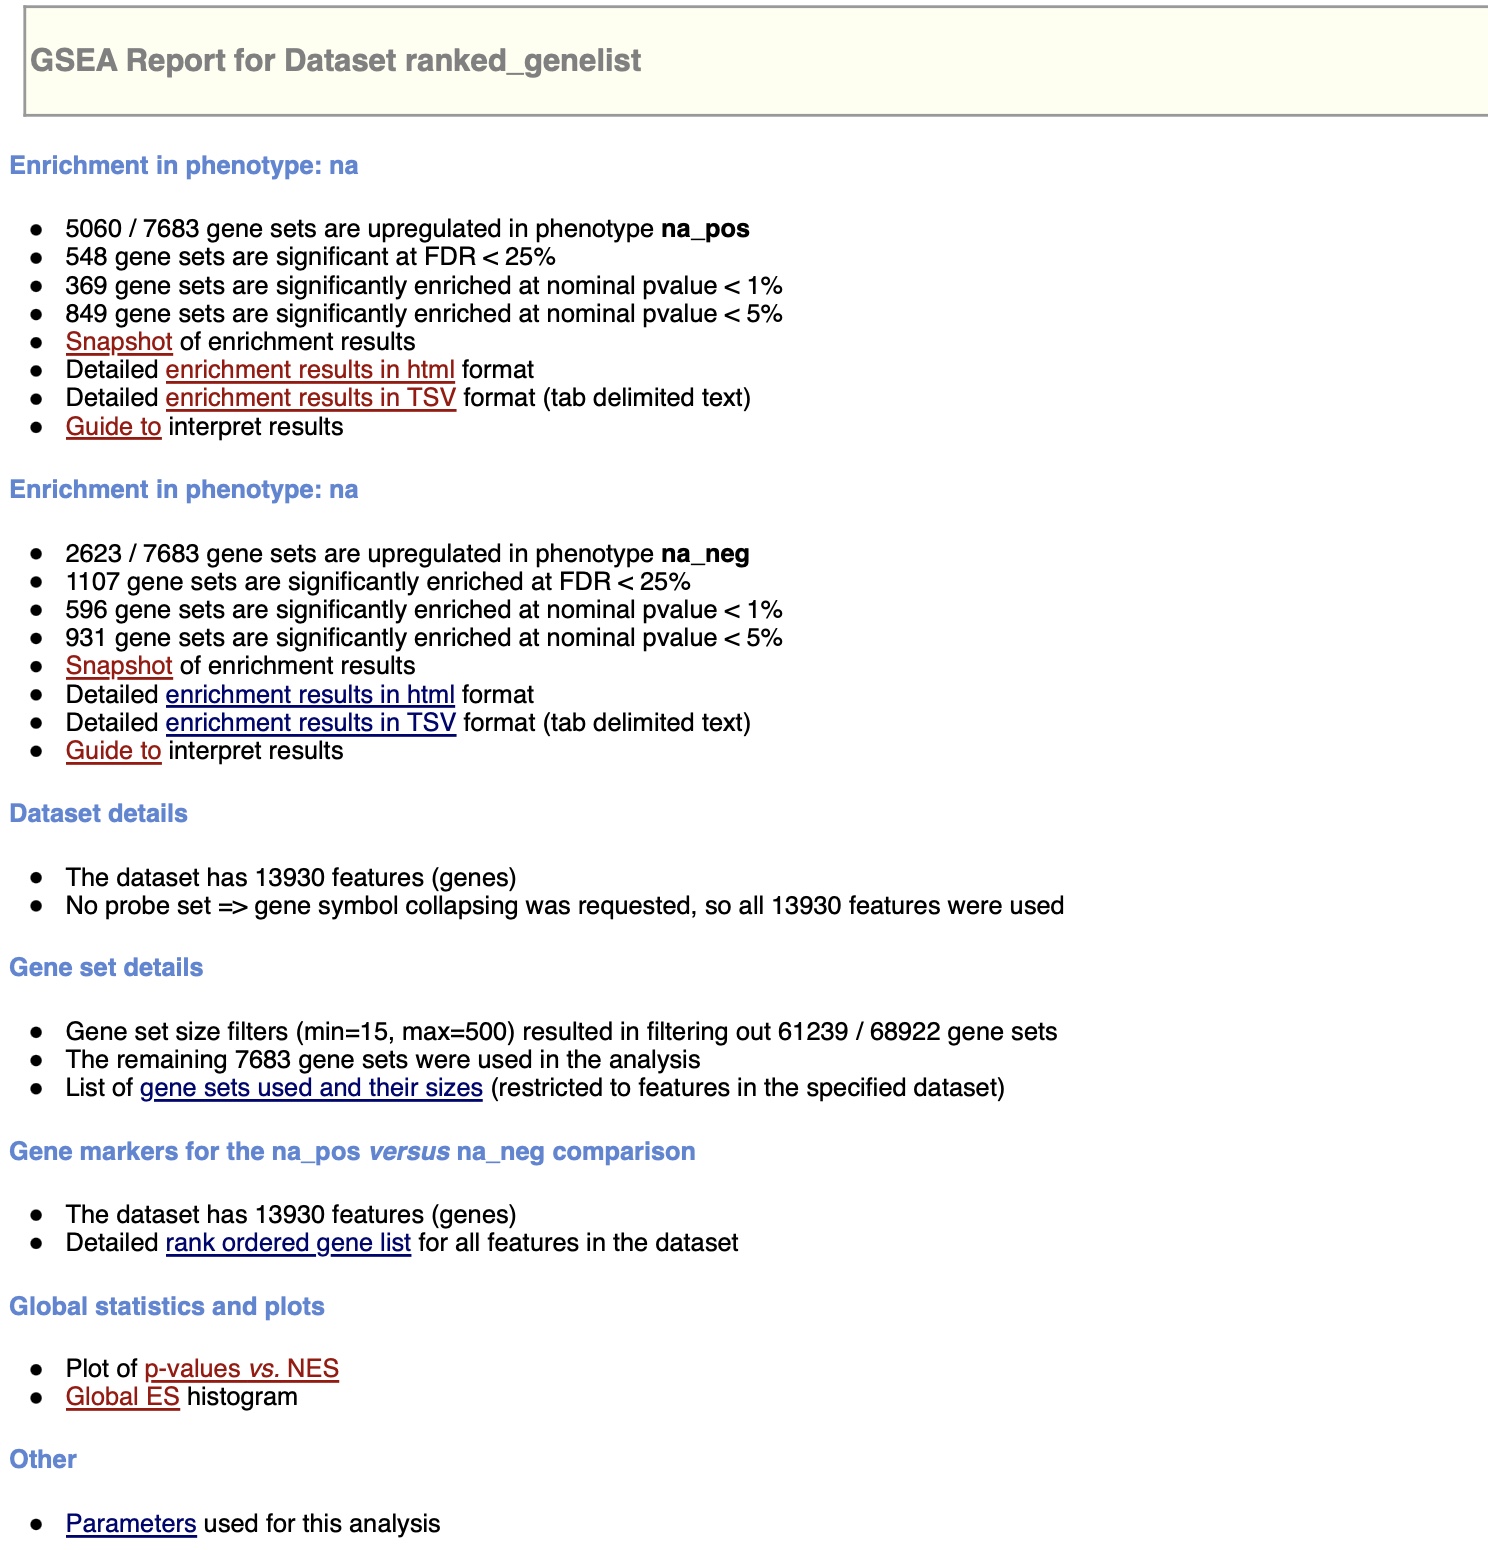 GSEA Report for Dataset ranked_genelist
Enrichment in phenotype: na
5060 / 7683 gene sets are upregulated in phenotype na_pos
548 gene sets are significant at FDR < 25%
369 gene sets are significantly enriched at nominal pvalue < 1%
849 gene sets are significantly enriched at nominal pvalue < 5%
Snapshot of enrichment results
Detailed enrichment results in html format
Detailed enrichment results in TSV format (tab delimited text)
Guide to interpret results
Enrichment in phenotype: na
2623 / 7683 gene sets are upregulated in phenotype na_neg
1107 gene sets are significantly enriched at FDR < 25%
596 gene sets are significantly enriched at nominal pvalue < 1%
931 gene sets are significantly enriched at nominal pvalue < 5%
Snapshot of enrichment results
Detailed enrichment results in html format
Detailed enrichment results in TSV format (tab delimited text)
Guide to interpret results
Dataset details
The dataset has 13930 features (genes)
No probe set => gene symbol collapsing was requested, so all 13930 features were used
Gene set details
Gene set size filters (min=15, max=500) resulted in filtering out 61239 / 68922 gene sets
The remaining 7683 gene sets were used in the analysis
List of gene sets used and their sizes (restricted to features in the specified dataset)
Gene markers for the na_pos versus na_neg comparison
The dataset has 13930 features (genes)
Detailed rank ordered gene list for all features in the dataset
Global statistics and plots
Plot of p-values vs. NES
Global ES histogram
Other
Parameters used for this analysis